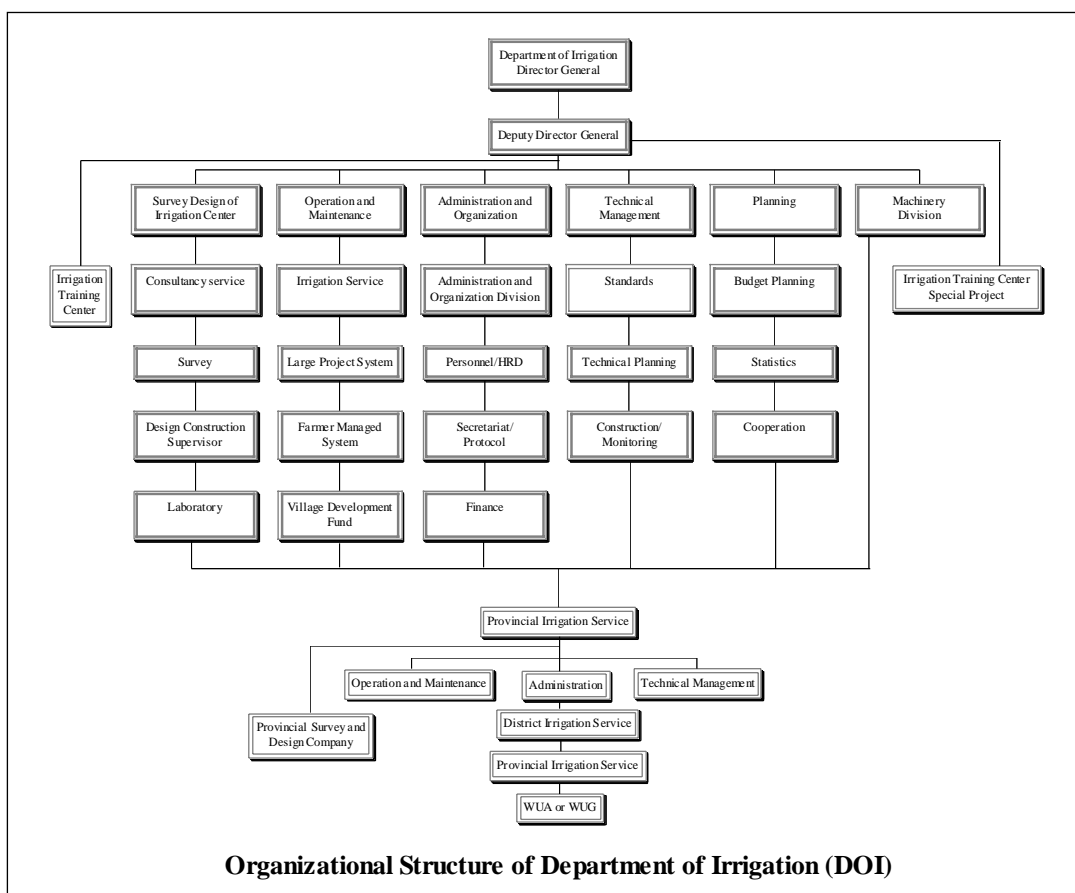 Department of Irrigation
Director General
Deputy Director General
Survey Design of
Irrigation Center
Operation and
Maintenance
Administration and
Organization
Technical
Management
Planning
Machinery
Division
Irrigation
Training
Center
Consultancy service
Irrigation Service
Administration and
Organization Division
Standards
Budget Planning
Irrigation Training Center
Special Project
Survey
Large Project System
Personnel/HRD
Technical Planning
Statistics
Design Construction
Supervisor
Farmer Managed
System
Secretariat/
Protocol
Construction/
Monitoring
Cooperation
Laboratory
Village Development
Fund
Finance
Provincial Irrigation Service
Operation and Maintenance
Administration
Technical Management
Provincial Survey and
Design Company
District Irrigation Service
Provincial Irrigation Service
WUA or WUG
Organizational Structure of Department of Irrigation (DOI)